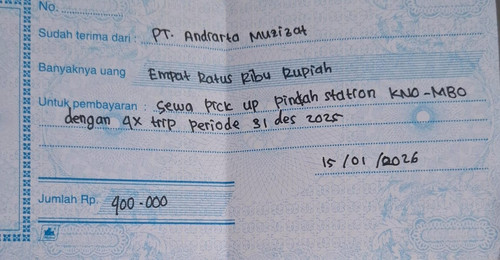 No.
Sudah terima dari : PT. Andrarta Muzizat
Banyaknya uang Empat Ratus Ribu Rupiah
Untuk pembayaran : Sewa Pick up pindah station KNO-MBO
dengan 4x trip Periode 31 des 2025
15/01/2026
Jumlah Rp. 400.000